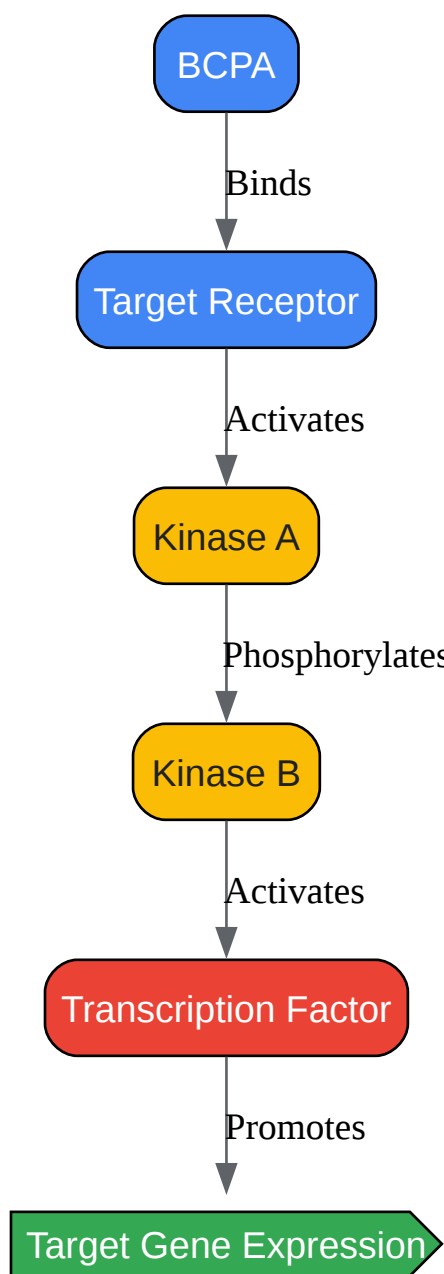 BCPA
Binds
Target Receptor
Activates
Kinase A
Phosphorylates
Kinase B
Activates
Transcription Factor
Promotes
Target Gene Expression